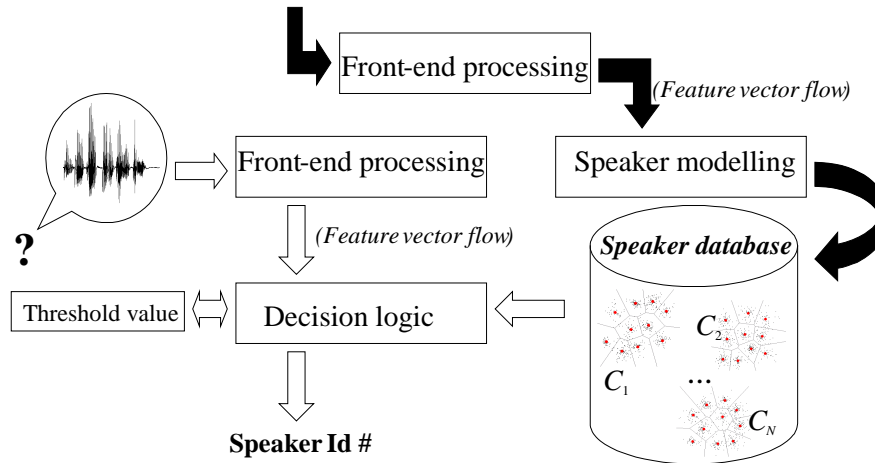 Front-end processing
(Feature vector flow)
Front-end processing
Speaker modelling
?
(Feature vector flow)
Speaker database
Threshold value
Decision logic
C2
C1
...
CN
Speaker Id #